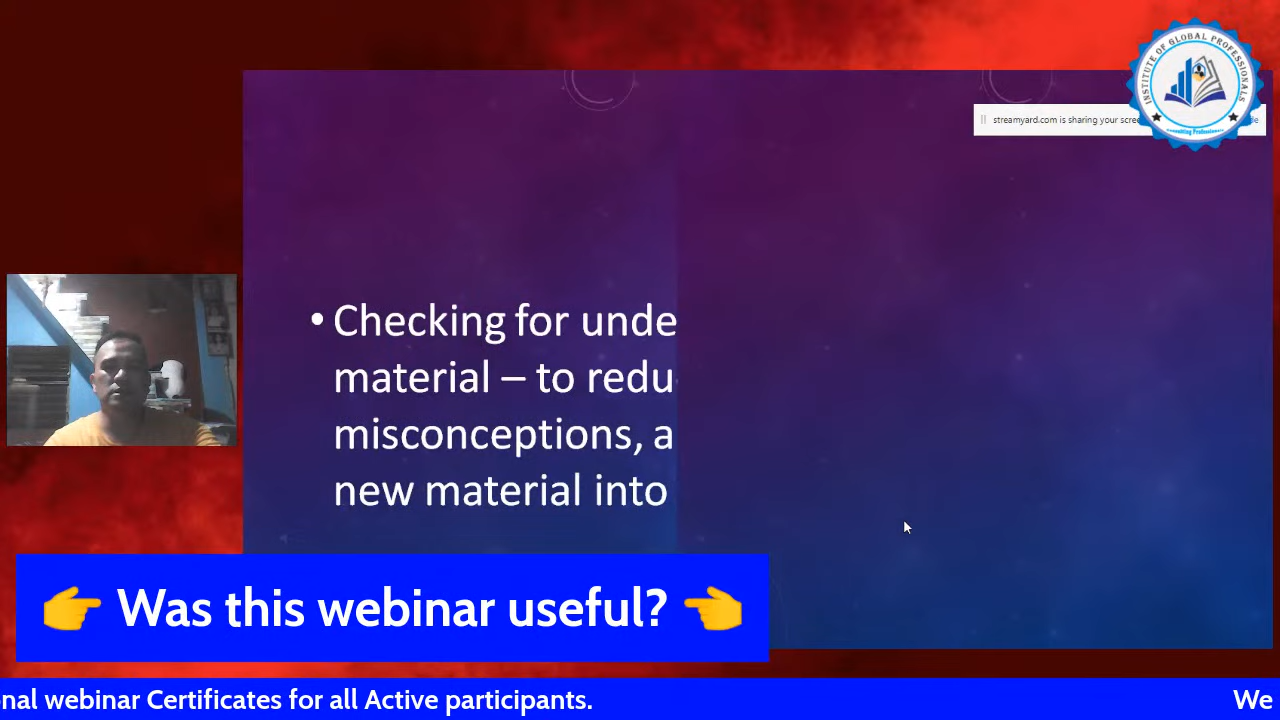 INSTITUTE OF GLOBAL PROFESSIONALS
streamyard.com is sharing your scree
• Checking for unde
material – to redu
misconceptions, a
new material into
👉 Was this webinar useful? 👈
nal webinar Certificates for all Active participants.
We